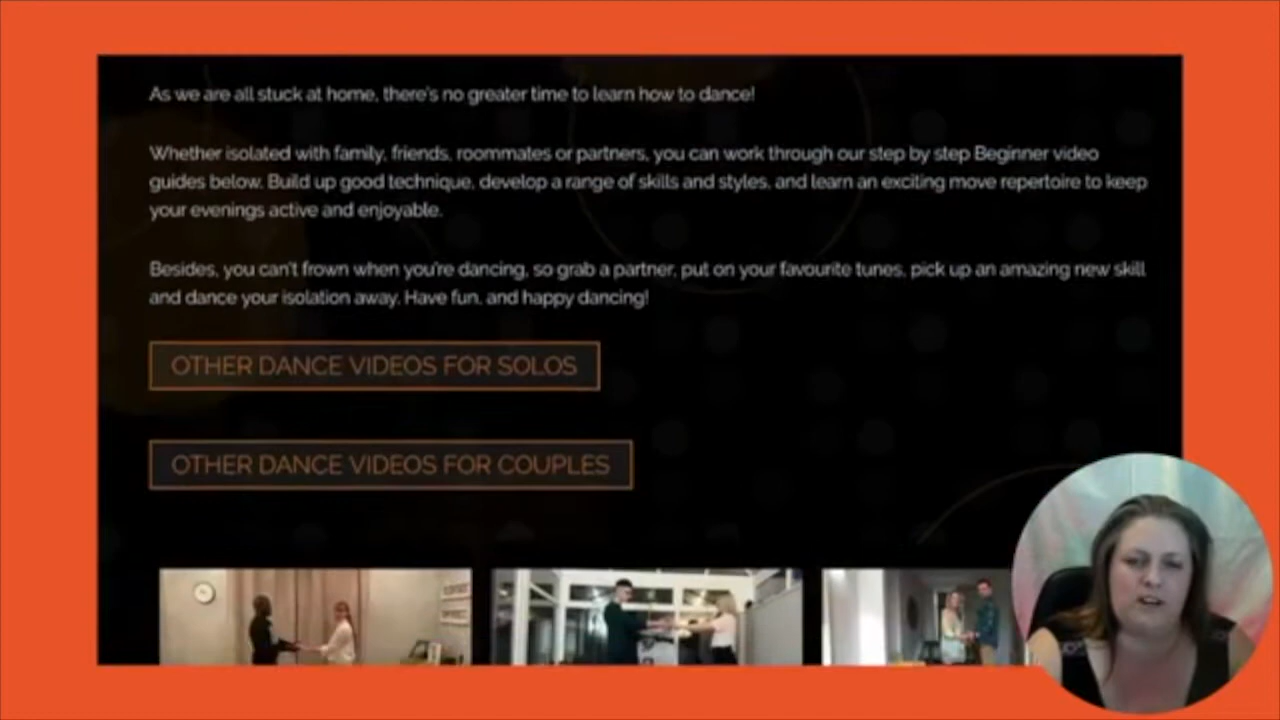 As we are all stuck at home, there's no greater time to learn how to dance!
Whether isolated with family, friends, roommates or partners, you can work through our step by step Beginner video
guides below. Build up good technique, develop a range of skills and styles, and learn an exciting move repertoire to keep
your evenings active and enjoyable.
Besides, you can't frown when you're dancing, so grab a partner, put on your favourite tunes, pick up an amazing new skill
and dance your isolation away. Have fun, and happy dancing!
OTHER DANCE VIDEOS FOR SOLOS
OTHER DANCE VIDEOS FOR COUPLES